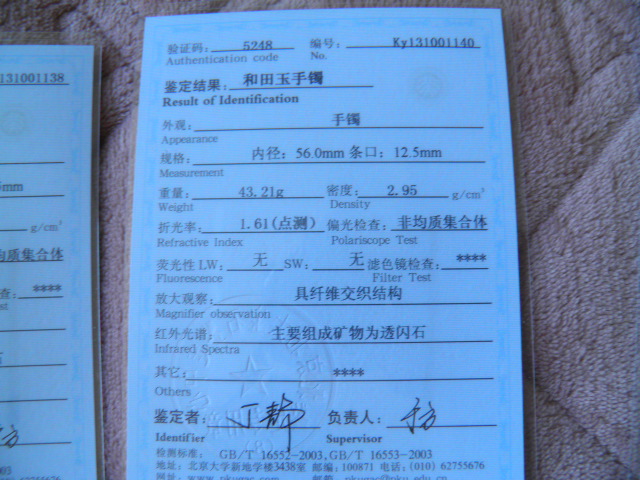 验证码： 5248 编号： Ky131001140
Authentication code No.
鉴定结果： 和田玉手镯
Result of Identification
外观： 手镯
Appearance
规格： 内径：56.0mm 条口：12.5mm
Measurement
重量： 43.21g 密度： 2.95 g/cm³
Weight Density
折光率： 1.61(点测) 偏光检查： 非均质集合体
Refractive Index Polariscope Test
荧光性 LW： 无 SW： 无 滤色镜检查： ****
Fluorescence Filter Test
放大观察： 具纤维交织结构
Magnifier observation
红外光谱： 主要组成矿物为透闪石
Infrared Spectra
其它： ****
Others
鉴定者： 负责人：
Identifier Supervisor
检测标准： GB/T 16552-2003, GB/T 16553-2003
地址：北京大学新地学楼3438室 邮编：100871 电话：(010) 62755676
131001138
5mm
g/cm³
均质集合体
查： ****
st
2003
62755676